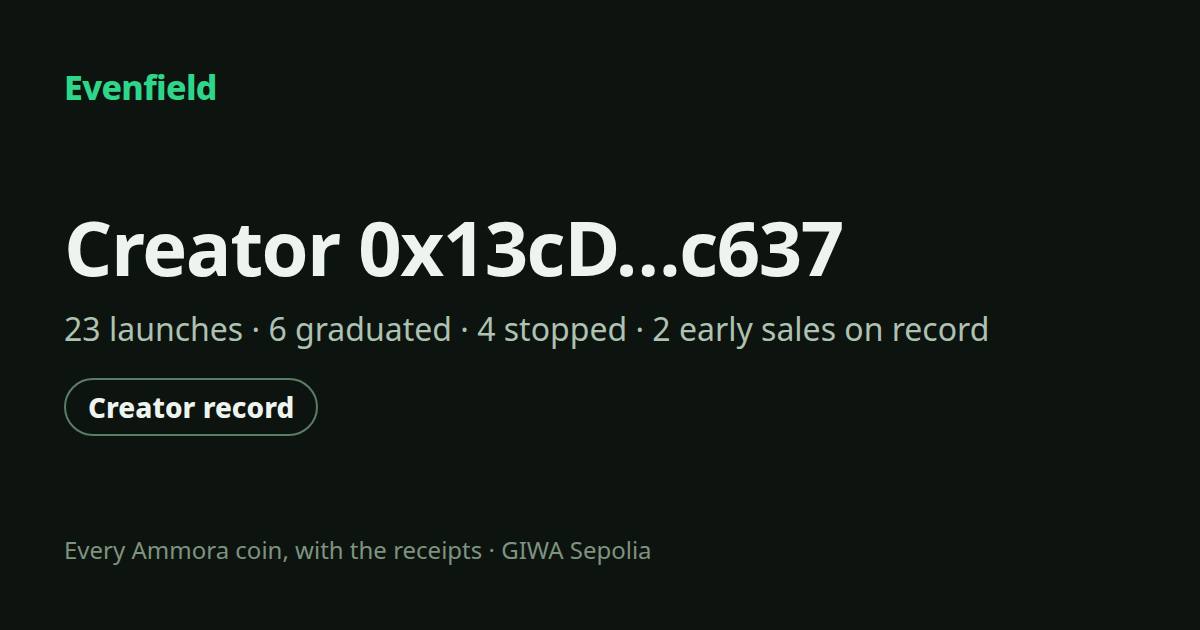 Evenfield
Creator 0x13cD…c637
23 launches · 6 graduated · 4 stopped · 2 early sales on record
Creator record
Every Ammora coin, with the receipts · GIWA Sepolia